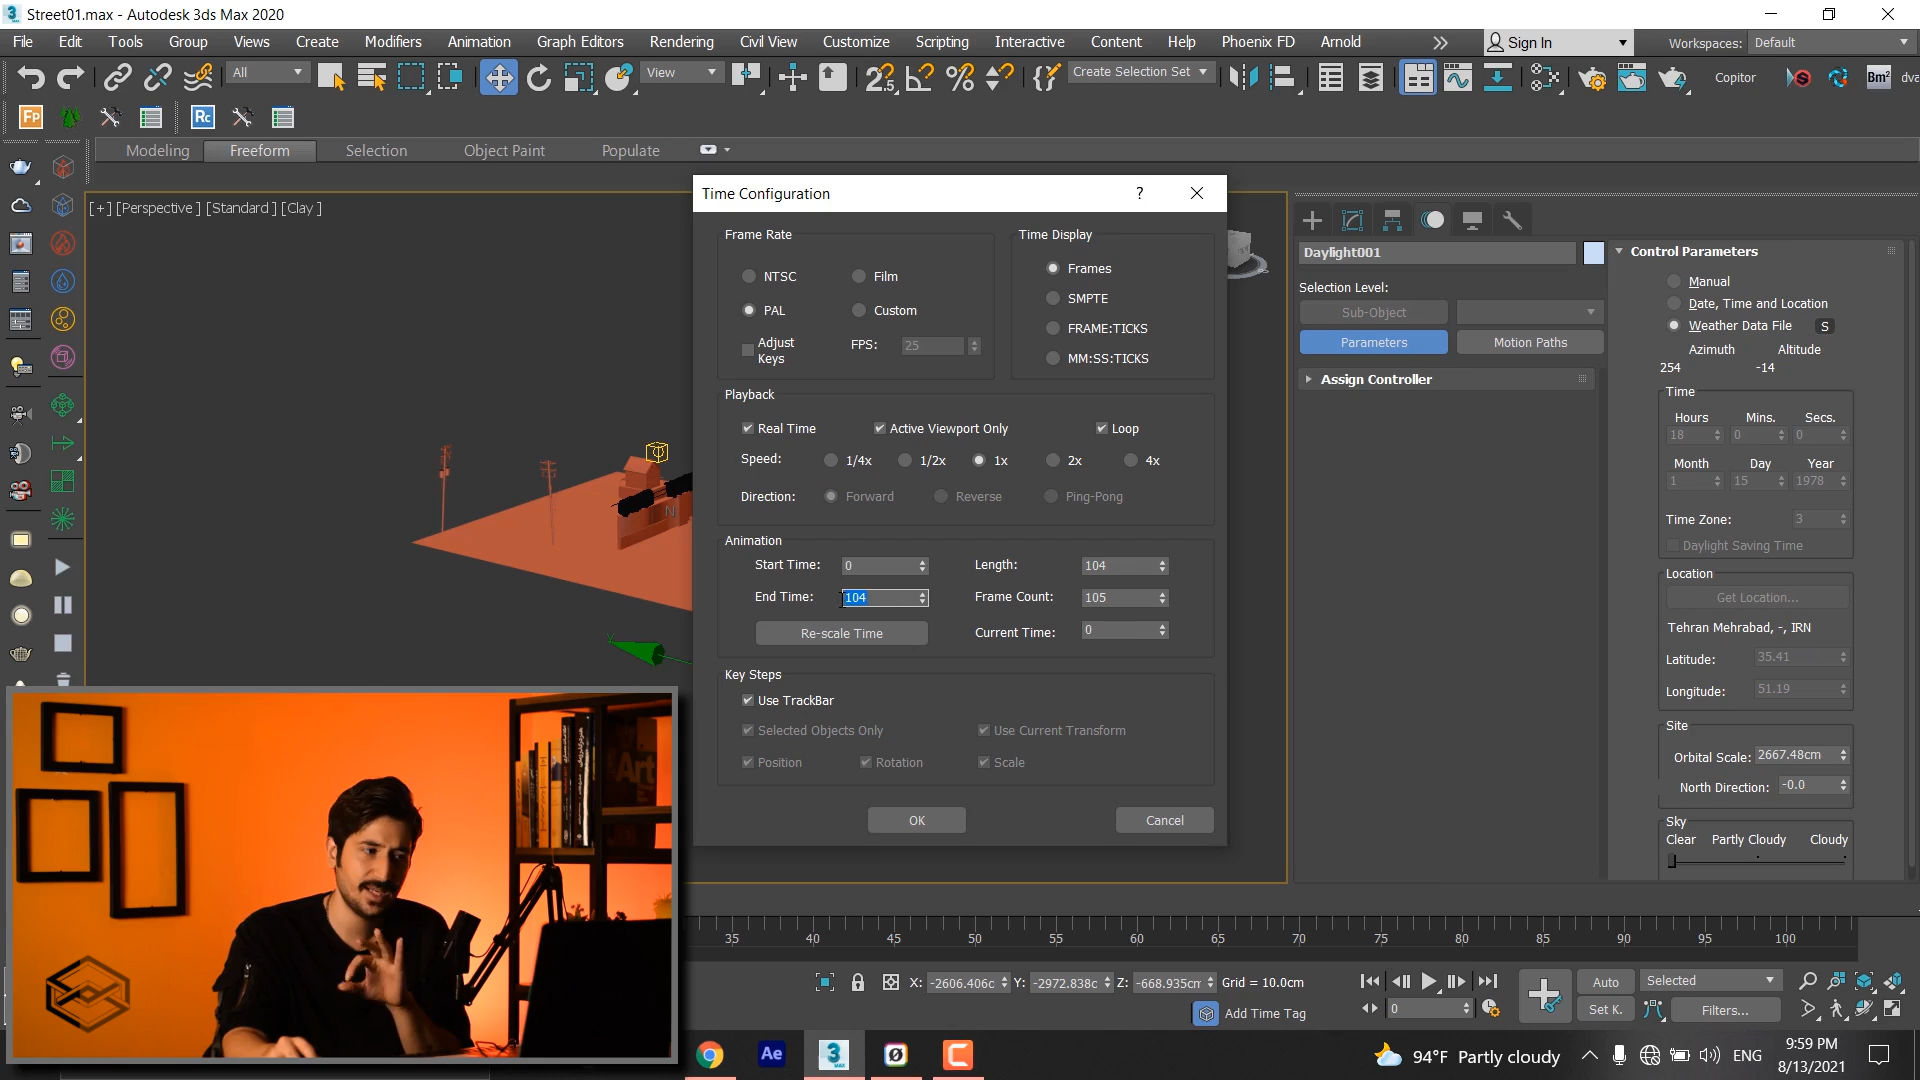 Street01.max - Autodesk 3ds Max 2020
File Edit Tools Group Views Create Modifiers Animation Graph Editors Rendering Civil View Customize Scripting Interactive Content Help Phoenix FD Arnold Sign In Workspaces: Default
All View Create Selection Set Copitor Bm² dva
Fp Rc
Modeling Freeform Selection Object Paint Populate
[+] [Perspective ] [Standard ] [Clay ]
Time Configuration ?
Frame Rate
NTSC Film
PAL Custom
Adjust Keys FPS: 25
Time Display
Frames
SMPTE
FRAME:TICKS
MM:SS:TICKS
Playback
Real Time Active Viewport Only Loop
Speed: 1/4x 1/2x 1x 2x 4x
Direction: Forward Reverse Ping-Pong
Animation
Start Time: 0 Length: 104
End Time: 104 Frame Count: 105
Re-scale Time Current Time: 0
Key Steps
Use TrackBar
Selected Objects Only Use Current Transform
Position Rotation Scale
OK Cancel
Daylight001
Selection Level:
Sub-Object
Parameters Motion Paths
Assign Controller
Control Parameters
Manual
Date, Time and Location
Weather Data File S
Azimuth Altitude
254 -14
Time
Hours Mins. Secs.
18 0 0
Month Day Year
1 15 1978
Time Zone: 3
Daylight Saving Time
Location
Get Location...
Tehran Mehrabad, -, IRN
Latitude: 35.41
Longitude: 51.19
Site
Orbital Scale: 2667.48cm
North Direction: -0.0
Sky
Clear Partly Cloudy Cloudy
N
Art
35 40 45 50 55 60 65 70 75 80 85 90 95 100
X: -2606.406c Y: -2972.838c Z: -668.935cm Grid = 10.0cm
Auto Selected
Add Time Tag 0 Set K. Filters...
Ae 3 MAX
94°F Partly cloudy ENG 9:59 PM
8/13/2021